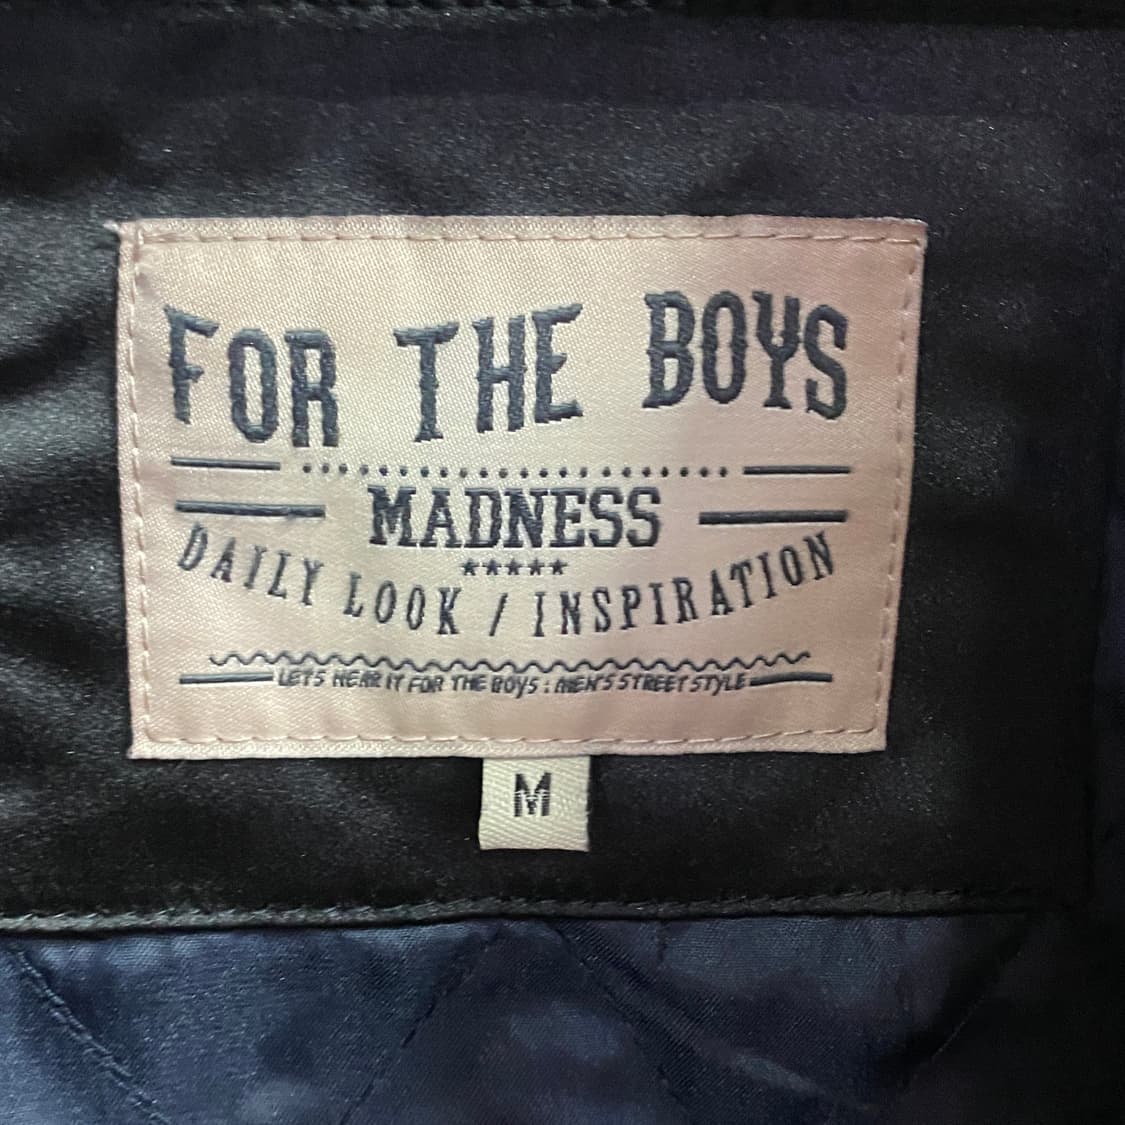 FOR THE BOYS
MADNESS
DAILY LOOK / INSPIRATION
LETS HEAR IT FOR THE BOYS : MEN'S STREET STYLE
M